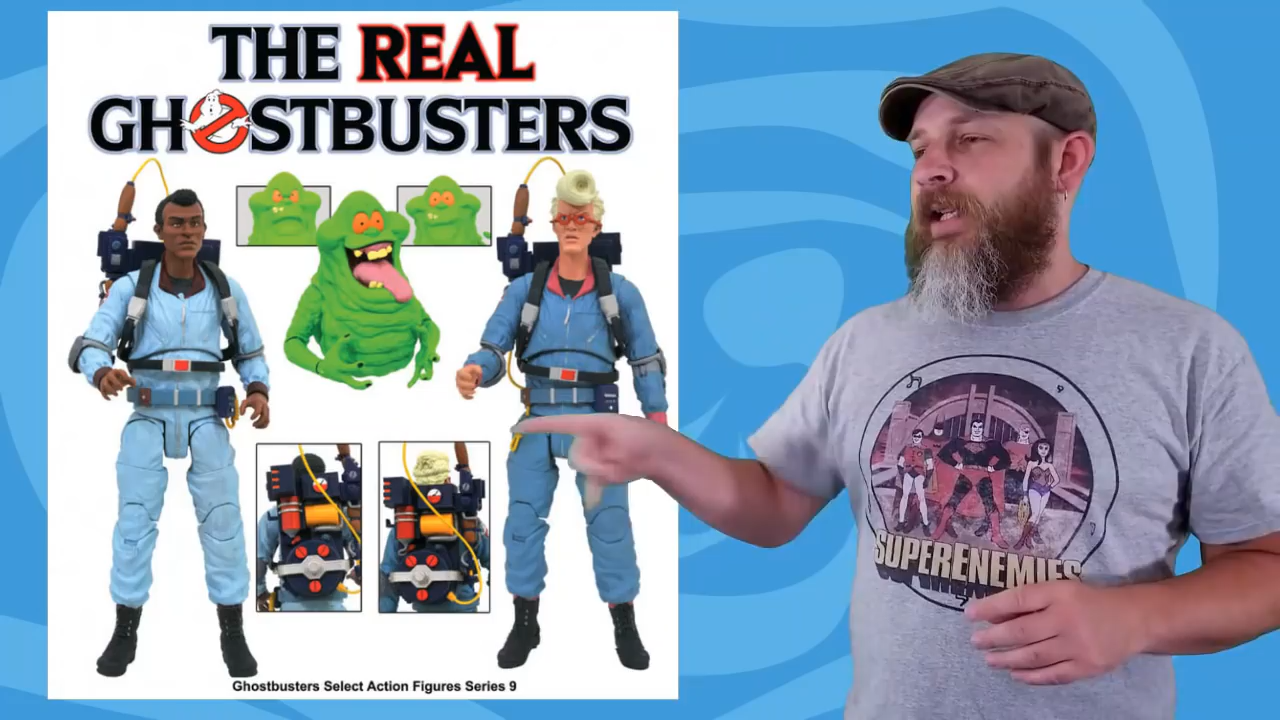 THE REAL
GHOSTBUSTERS
Ghostbusters Select Action Figures Series 9
SUPERENEMIES